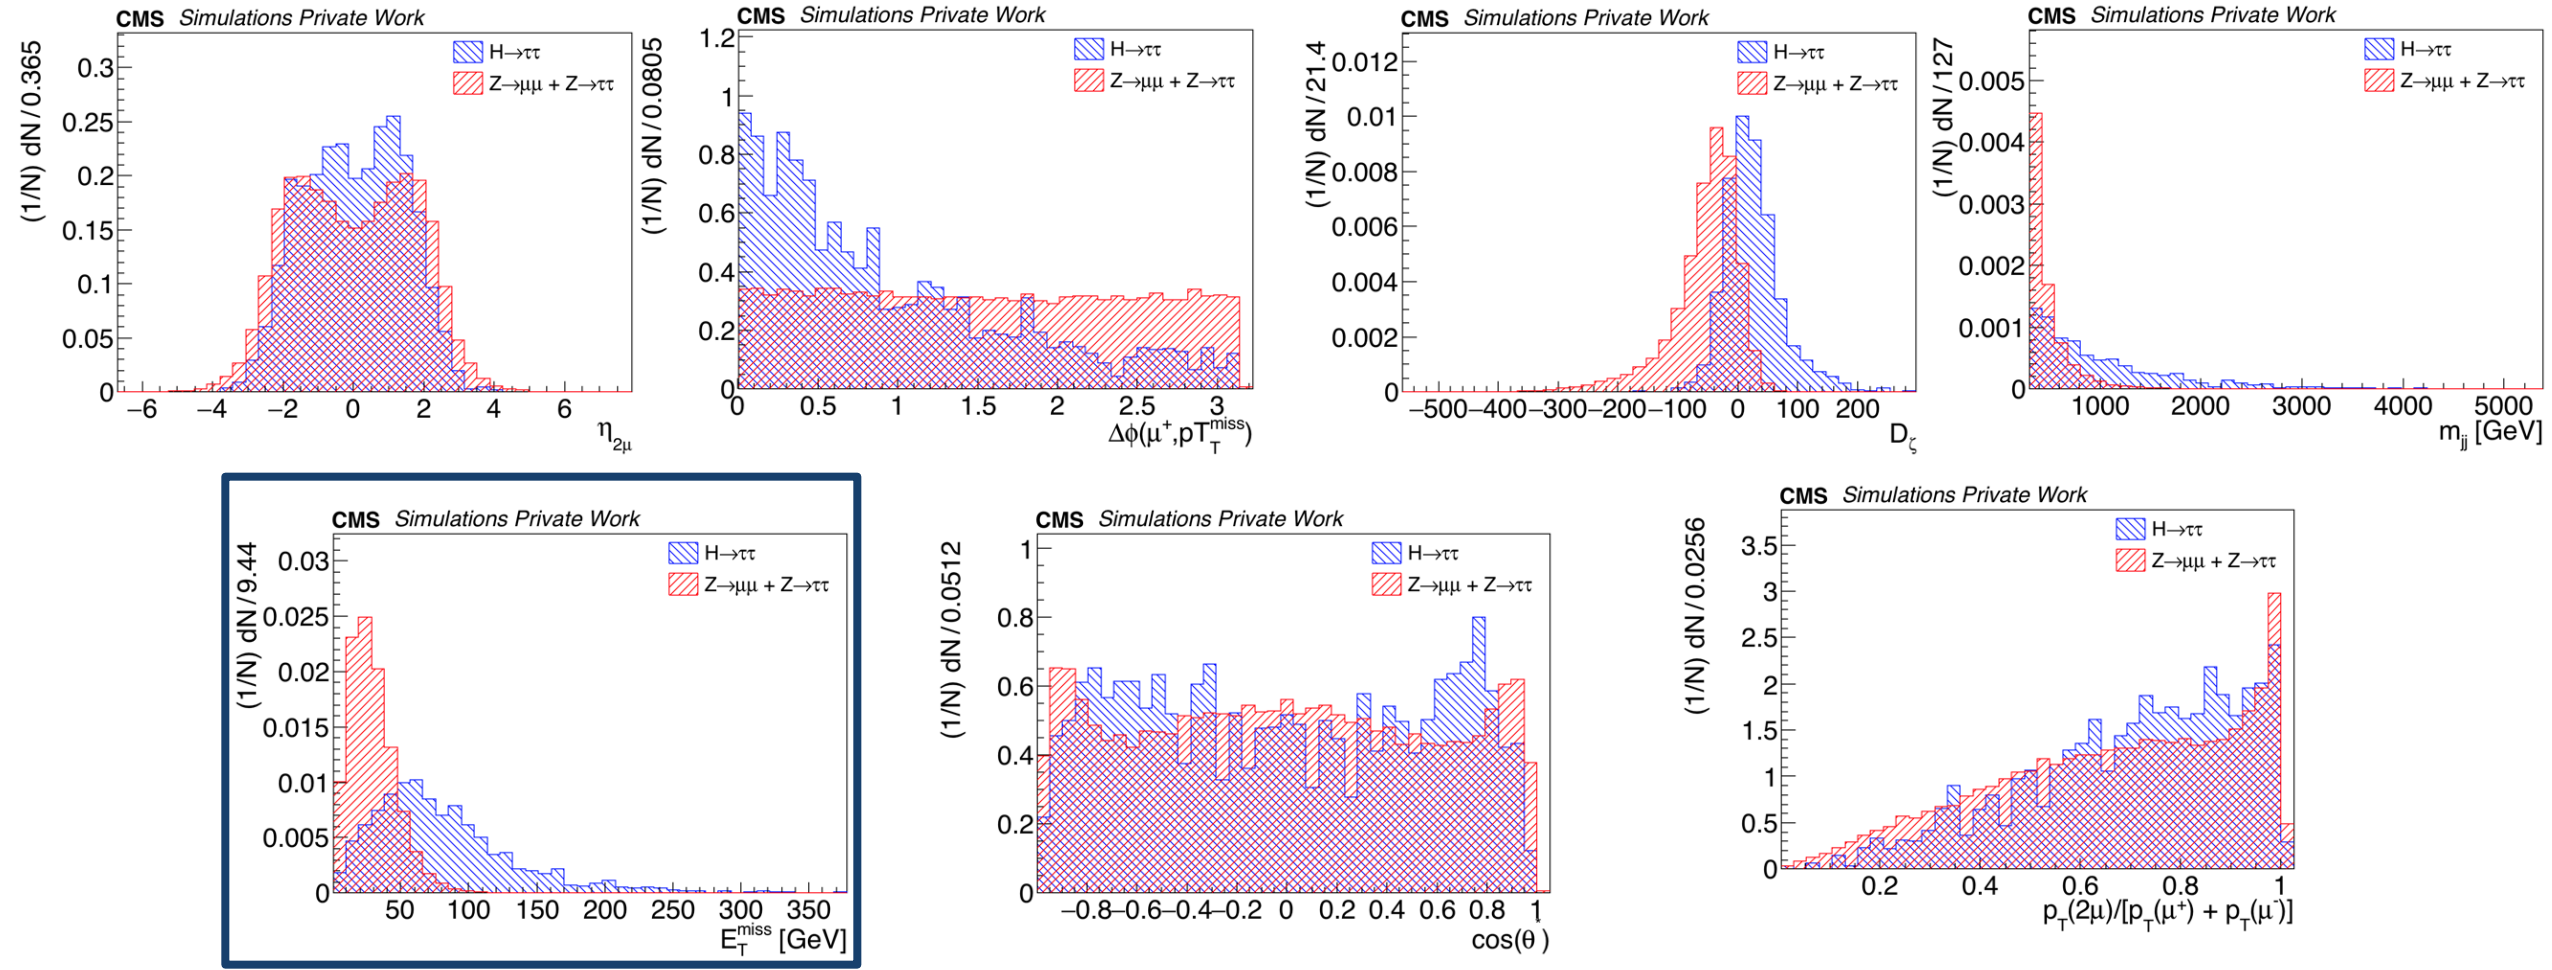 CMS Simulations Private Work
(1/N) dN / 0.365
H→ττ
Z→μμ + Z→ττ
0.3
0.25
0.2
0.15
0.1
0.05
0
−6 −4 −2 0 2 4 6
η2μ
CMS Simulations Private Work
(1/N) dN / 0.0805
H→ττ
Z→μμ + Z→ττ
1.2
1
0.8
0.6
0.4
0.2
0
0 0.5 1 1.5 2 2.5 3
Δϕ(μ+,pTTmiss)
CMS Simulations Private Work
(1/N) dN / 21.4
H→ττ
Z→μμ + Z→ττ
0.012
0.01
0.008
0.006
0.004
0.002
0
−500 −400 −300 −200 −100 0 100 200
Dζ
CMS Simulations Private Work
(1/N) dN / 127
H→ττ
Z→μμ + Z→ττ
0.005
0.004
0.003
0.002
0.001
0
1000 2000 3000 4000 5000
mjj [GeV]
CMS Simulations Private Work
(1/N) dN / 9.44
H→ττ
Z→μμ + Z→ττ
0.03
0.025
0.02
0.015
0.01
0.005
0
50 100 150 200 250 300 350
ETmiss [GeV]
CMS Simulations Private Work
(1/N) dN / 0.0512
H→ττ
Z→μμ + Z→ττ
1
0.8
0.6
0.4
0.2
0
−0.8 −0.6 −0.4 −0.2 0 0.2 0.4 0.6 0.8 1
cos(θ*)
CMS Simulations Private Work
(1/N) dN / 0.0256
H→ττ
Z→μμ + Z→ττ
3.5
3
2.5
2
1.5
1
0.5
0
0.2 0.4 0.6 0.8 1
pT(2μ)/[pT(μ+) + pT(μ-)]